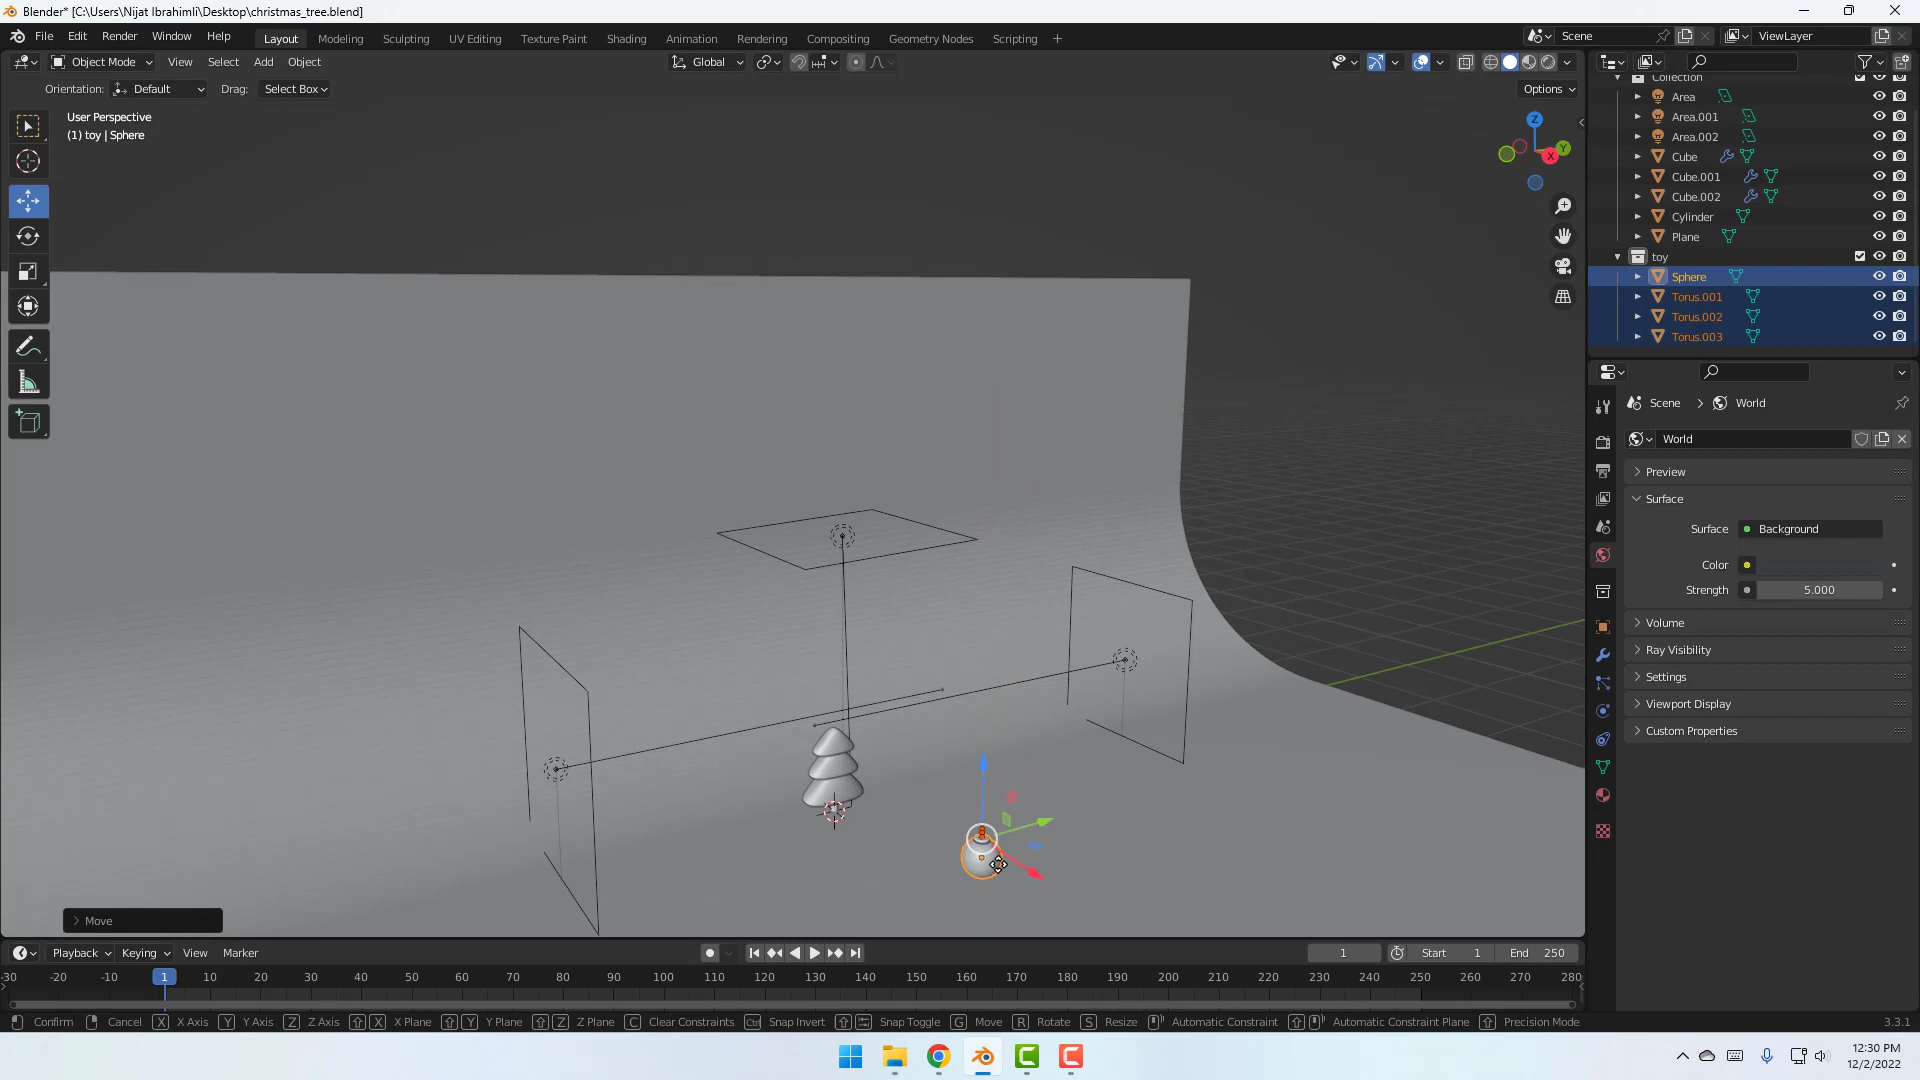 Blender* [C:\Users\Nijat Ibrahimli\Desktop\christmas_tree.blend]
File Edit Render Window Help Layout Modeling Sculpting UV Editing Texture Paint Shading Animation Rendering Compositing Geometry Nodes Scripting Scene ViewLayer
Object Mode View Select Add Object Global
Orientation: Default Drag: Select Box Options
User Perspective
(1) toy | Sphere
Z
Y
X
Collection
Area
Area.001
Area.002
Cube
Cube.001
Cube.002
Cylinder
Plane
toy
Sphere
Torus.001
Torus.002
Torus.003
Scene > World
World
Preview
Surface
Surface Background
Color
Strength 5.000
Volume
Ray Visibility
Settings
Viewport Display
Custom Properties
Move
Playback Keying View Marker 1 Start 1 End 250
-30 -20 -10 1 10 20 30 40 50 60 70 80 90 100 110 120 130 140 150 160 170 180 190 200 210 220 230 240 250 260 270 280
Confirm Cancel X X Axis Y Y Axis Z Z Axis X X Plane Y Y Plane Z Z Plane C Clear Constraints Ctrl Snap Invert Snap Toggle G Move R Rotate S Resize Automatic Constraint Automatic Constraint Plane Precision Mode 3.3.1
12:30 PM
12/2/2022